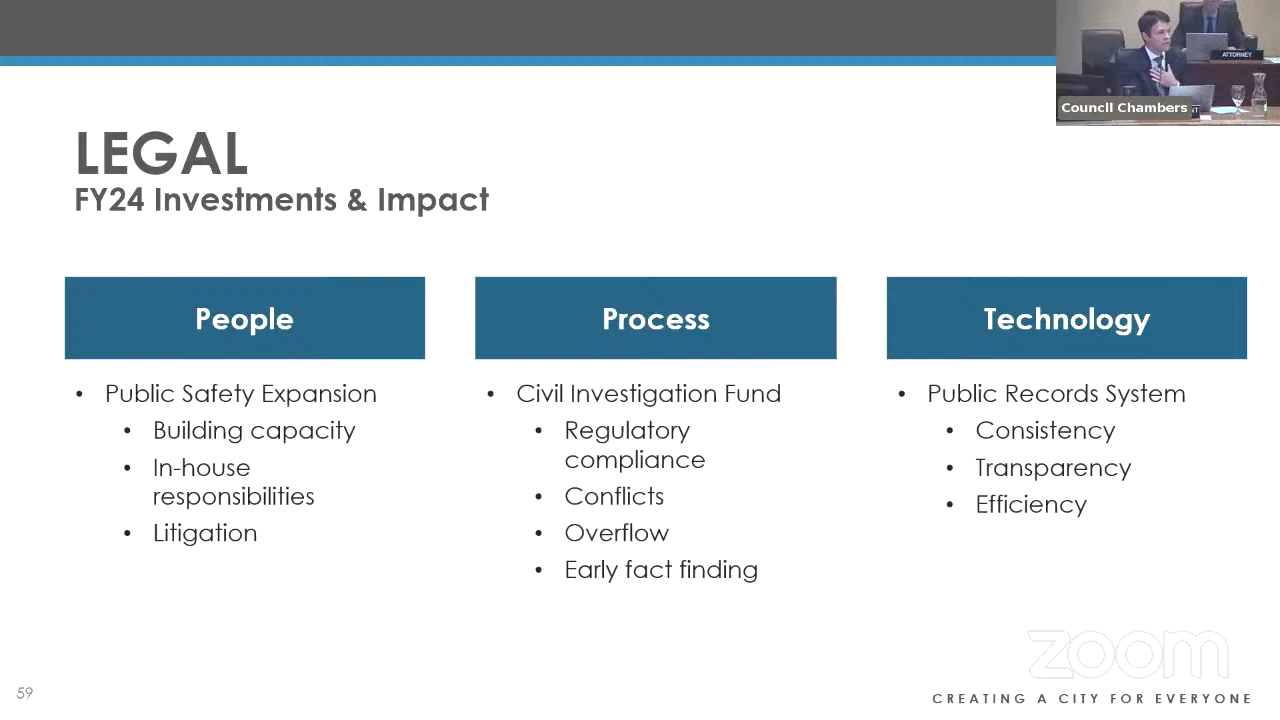 ATTORNEY
Council Chambers
LEGAL
FY24 Investments & Impact
People
Process
Technology
• Public Safety Expansion
• Building capacity
• In-house
responsibilities
• Litigation
• Civil Investigation Fund
• Regulatory
compliance
• Conflicts
• Overflow
• Early fact finding
• Public Records System
• Consistency
• Transparency
• Efficiency
zoom
59
CREATING A CITY FOR EVERYONE